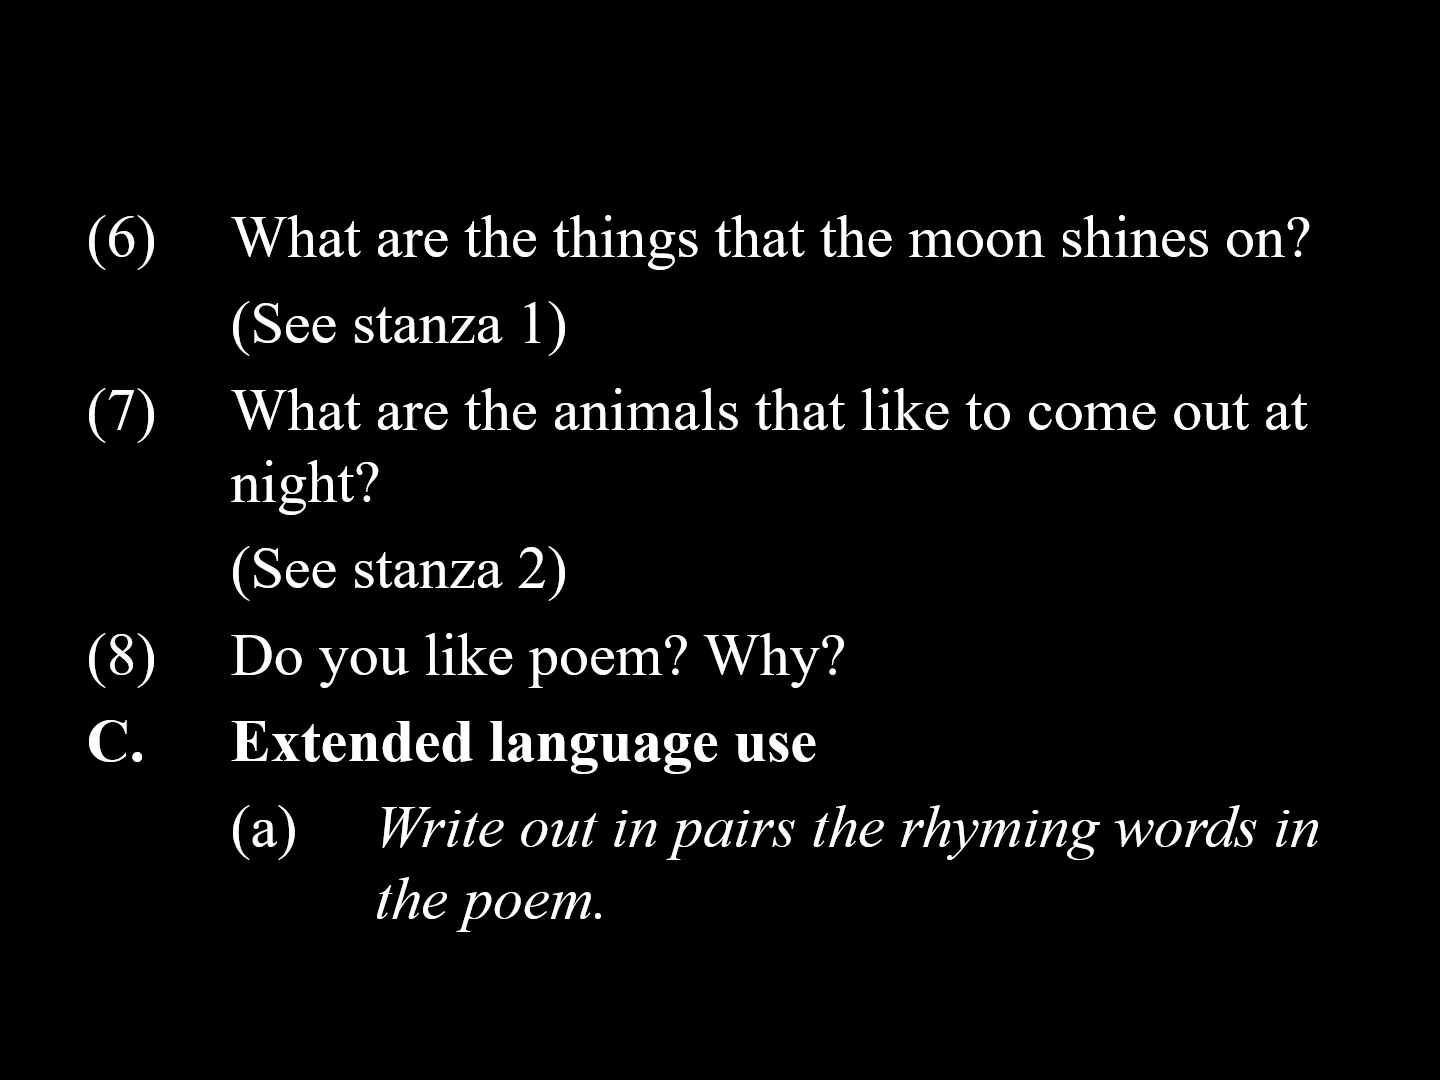 (6) What are the things that the moon shines on?
(See stanza 1)
(7) What are the animals that like to come out at
night?
(See stanza 2)
(8) Do you like poem? Why?
C. Extended language use
(a) Write out in pairs the rhyming words in
the poem.